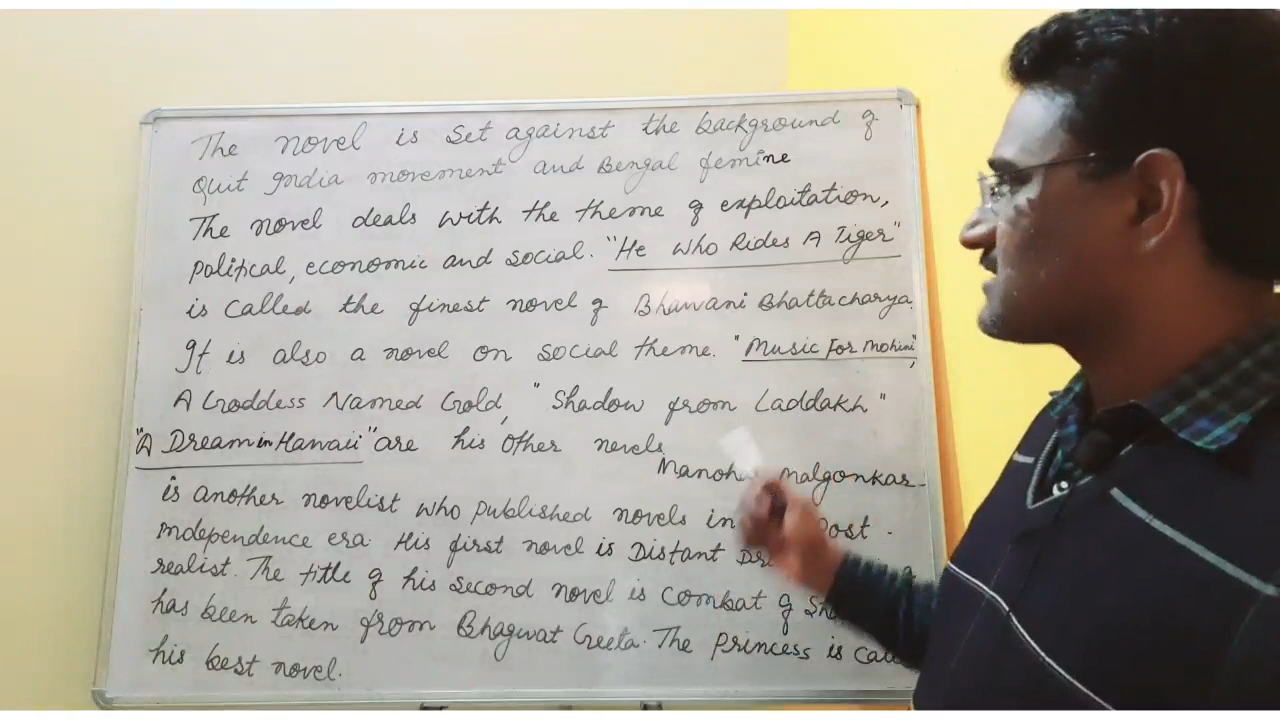 The novel is set against the background of
Quit India movement and Bengal femine
The novel deals with the theme of exploitation,
political, economic and social. "He who Rides A Tiger"
is called the finest novel of Bhawani Bhattacharya.
It is also a novel on social theme. "Music For Mohini",
A Goddess Named Gold, "Shadow from Laddakh"
"A Dream in Hawaii" are his other novels.
Manohar Malgonkar
is another novelist who published novels in Post-
independence era. His first novel is Distant
realist. The title of his second novel is combat of
has been taken from Bhagwat Geeta. The Princess is
his best novel.